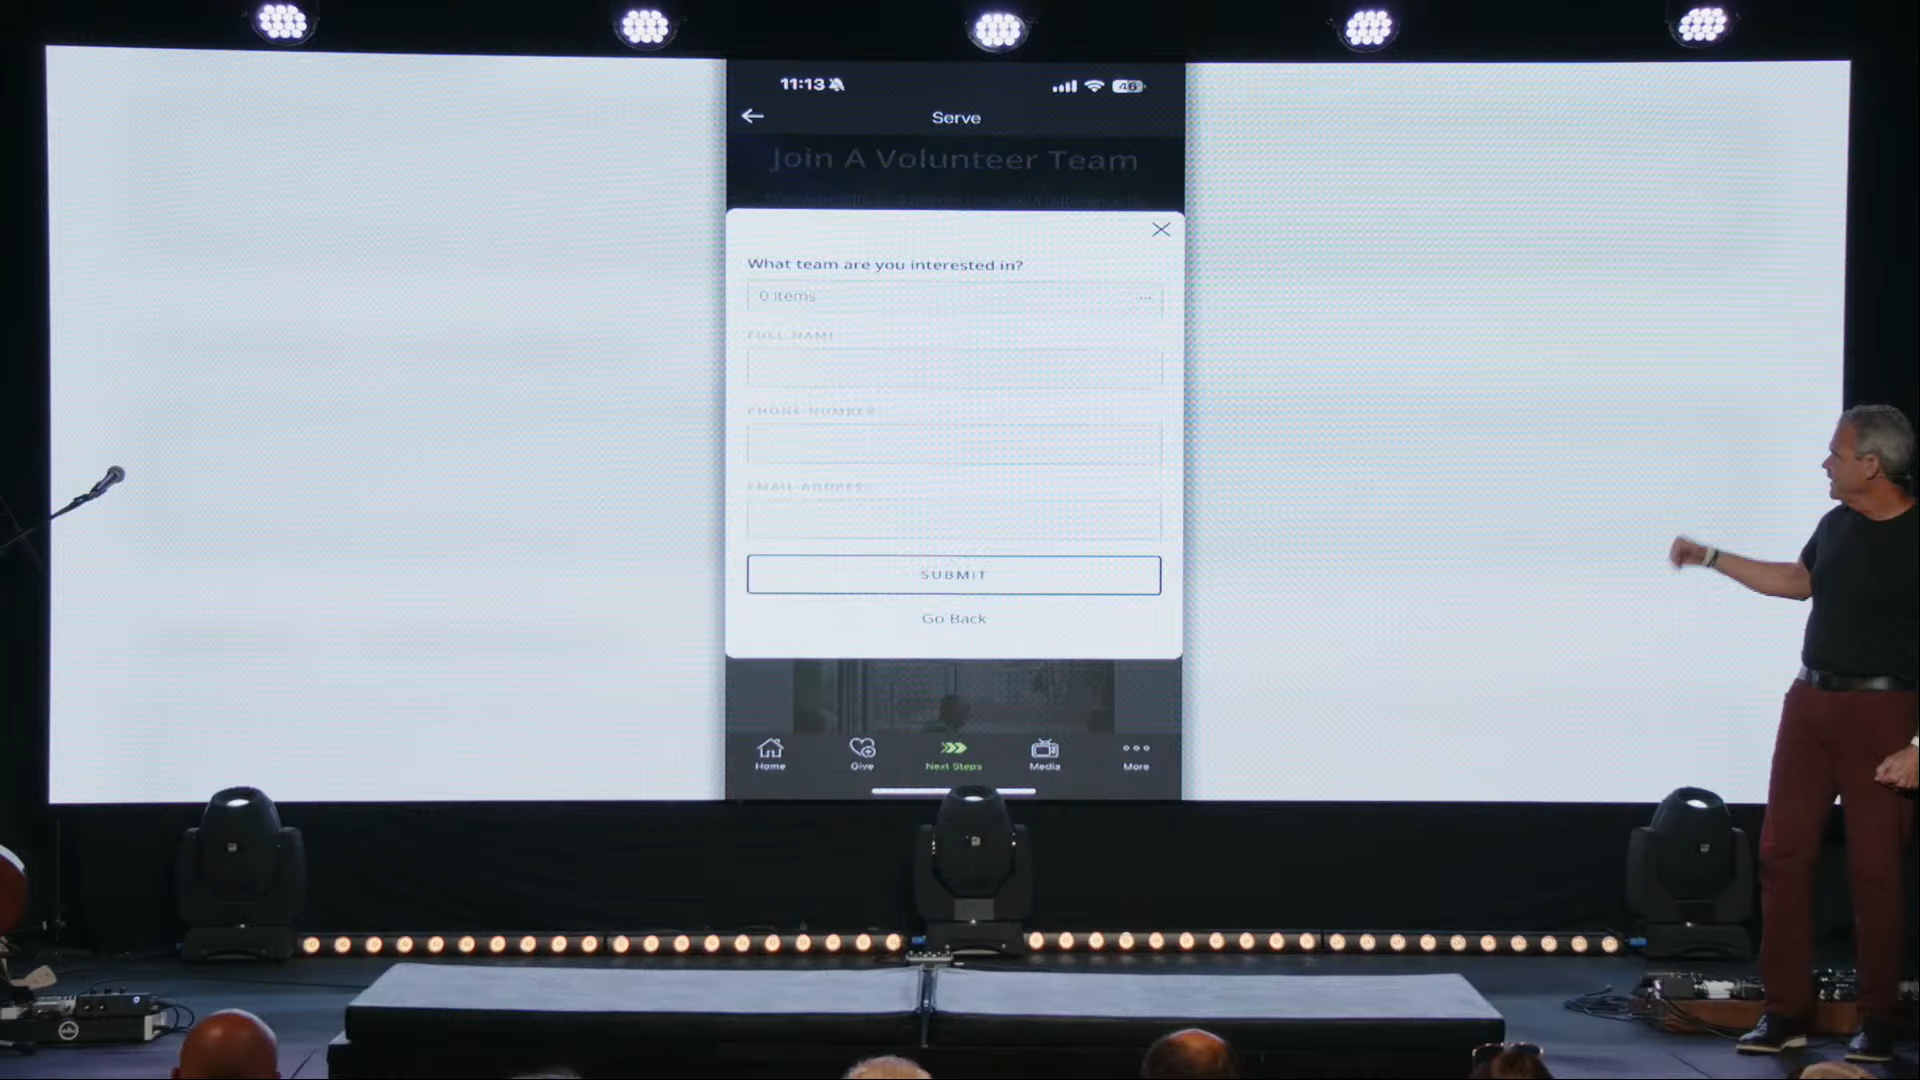 11:13
46
Serve
Join A Volunteer Team
What team are you interested in?
0 Items
...
FULL NAME
PHONE NUMBER
EMAIL ADDRESS
SUBMIT
Go Back
Home Give Next Steps Media More